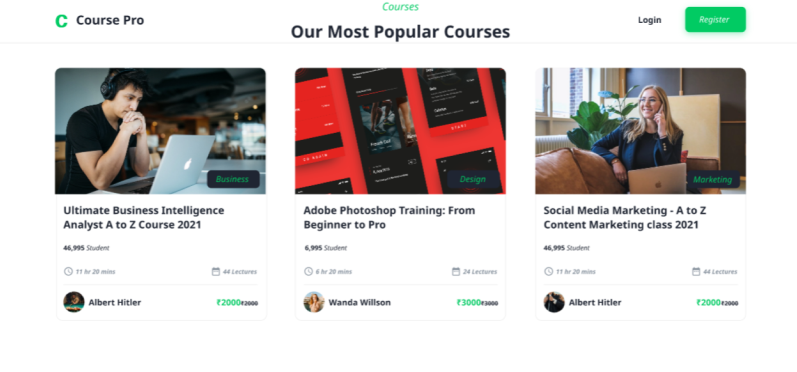 Courses
C Course Pro
Login
Register
Our Most Popular Courses
Business
Design
Marketing
Ultimate Business Intelligence
Analyst A to Z Course 2021
46,995 Student
11 hr 20 mins
44 Lectures
Albert Hitler
₹2000₹2000
Adobe Photoshop Training: From
Beginner to Pro
6,995 Student
6 hr 20 mins
24 Lectures
Wanda Willson
₹3000₹3000
Social Media Marketing - A to Z
Content Marketing class 2021
46,995 Student
11 hr 20 mins
44 Lectures
Albert Hitler
₹2000₹2000